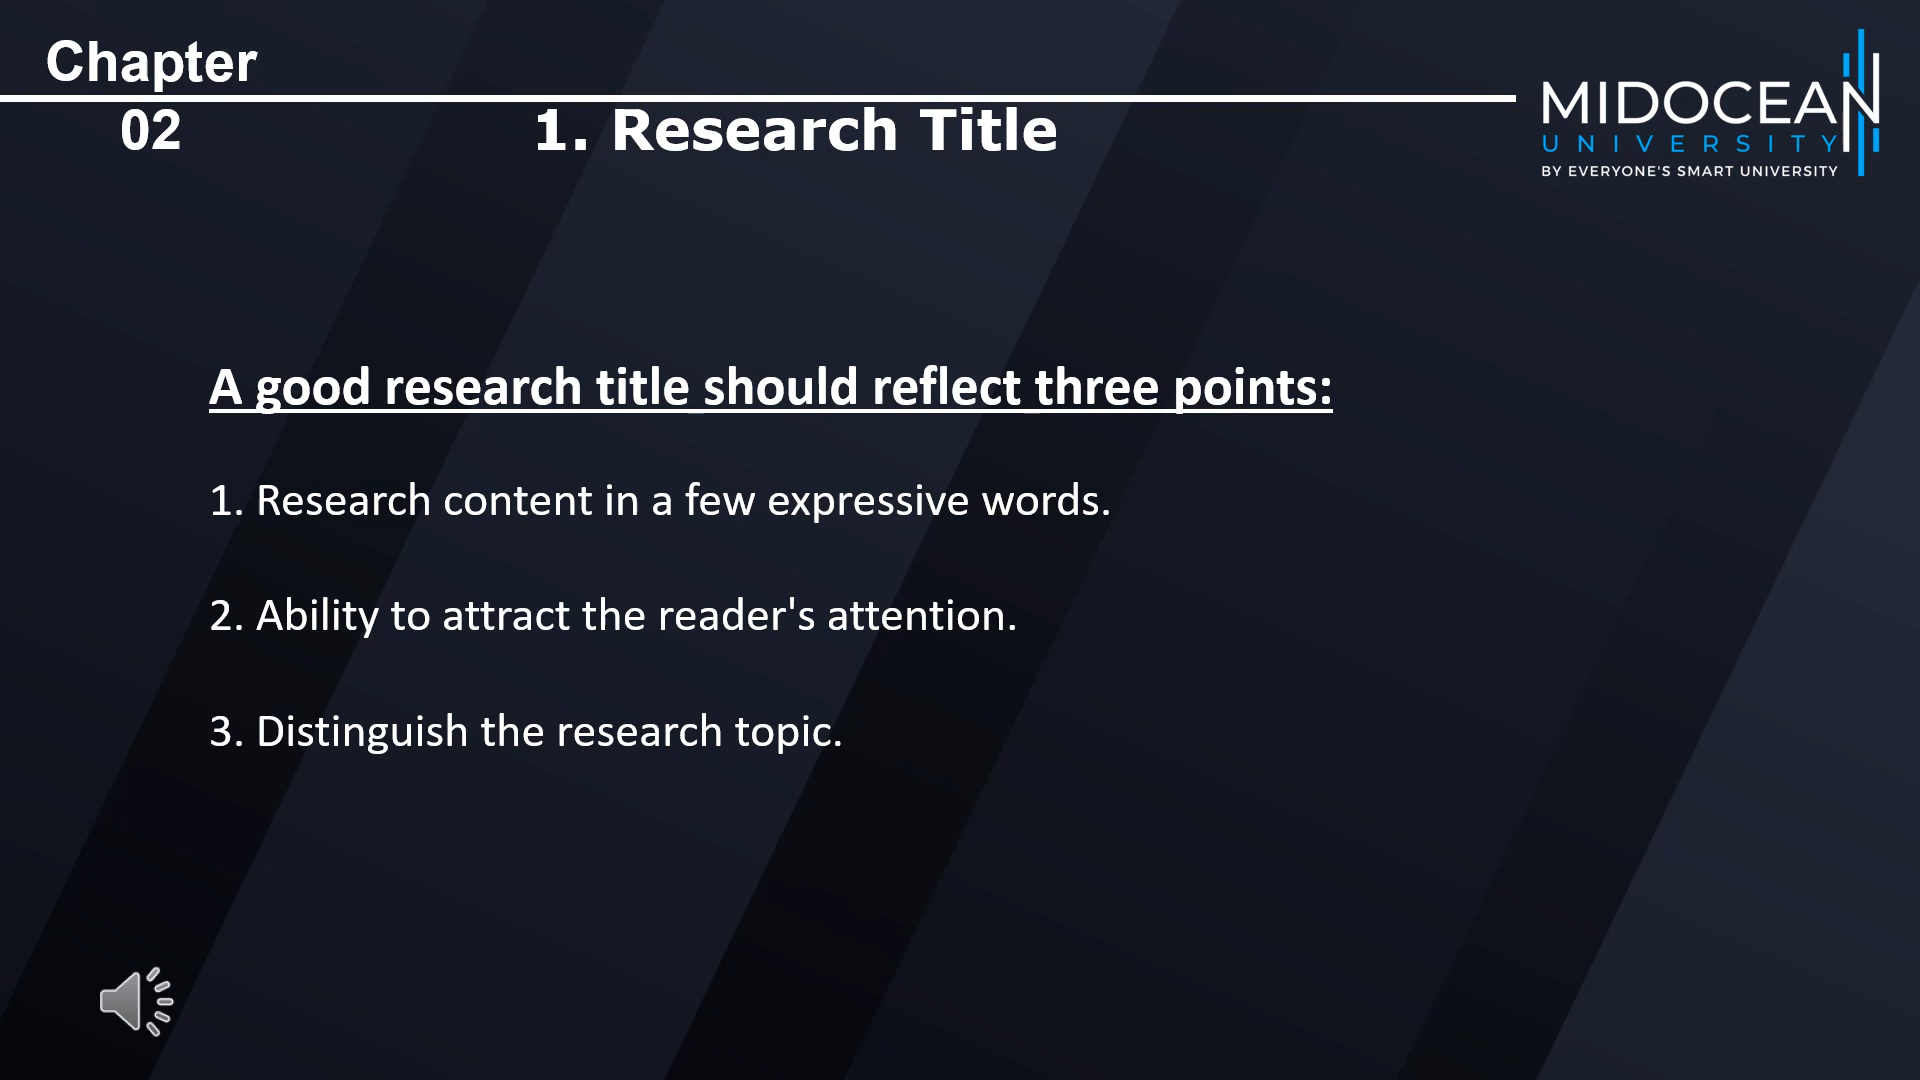 Chapter
02
1. Research Title
MIDOCEAN
UNIVERSITY
BY EVERYONE'S SMART UNIVERSITY
A good research title should reflect three points:
1. Research content in a few expressive words.
2. Ability to attract the reader's attention.
3. Distinguish the research topic.